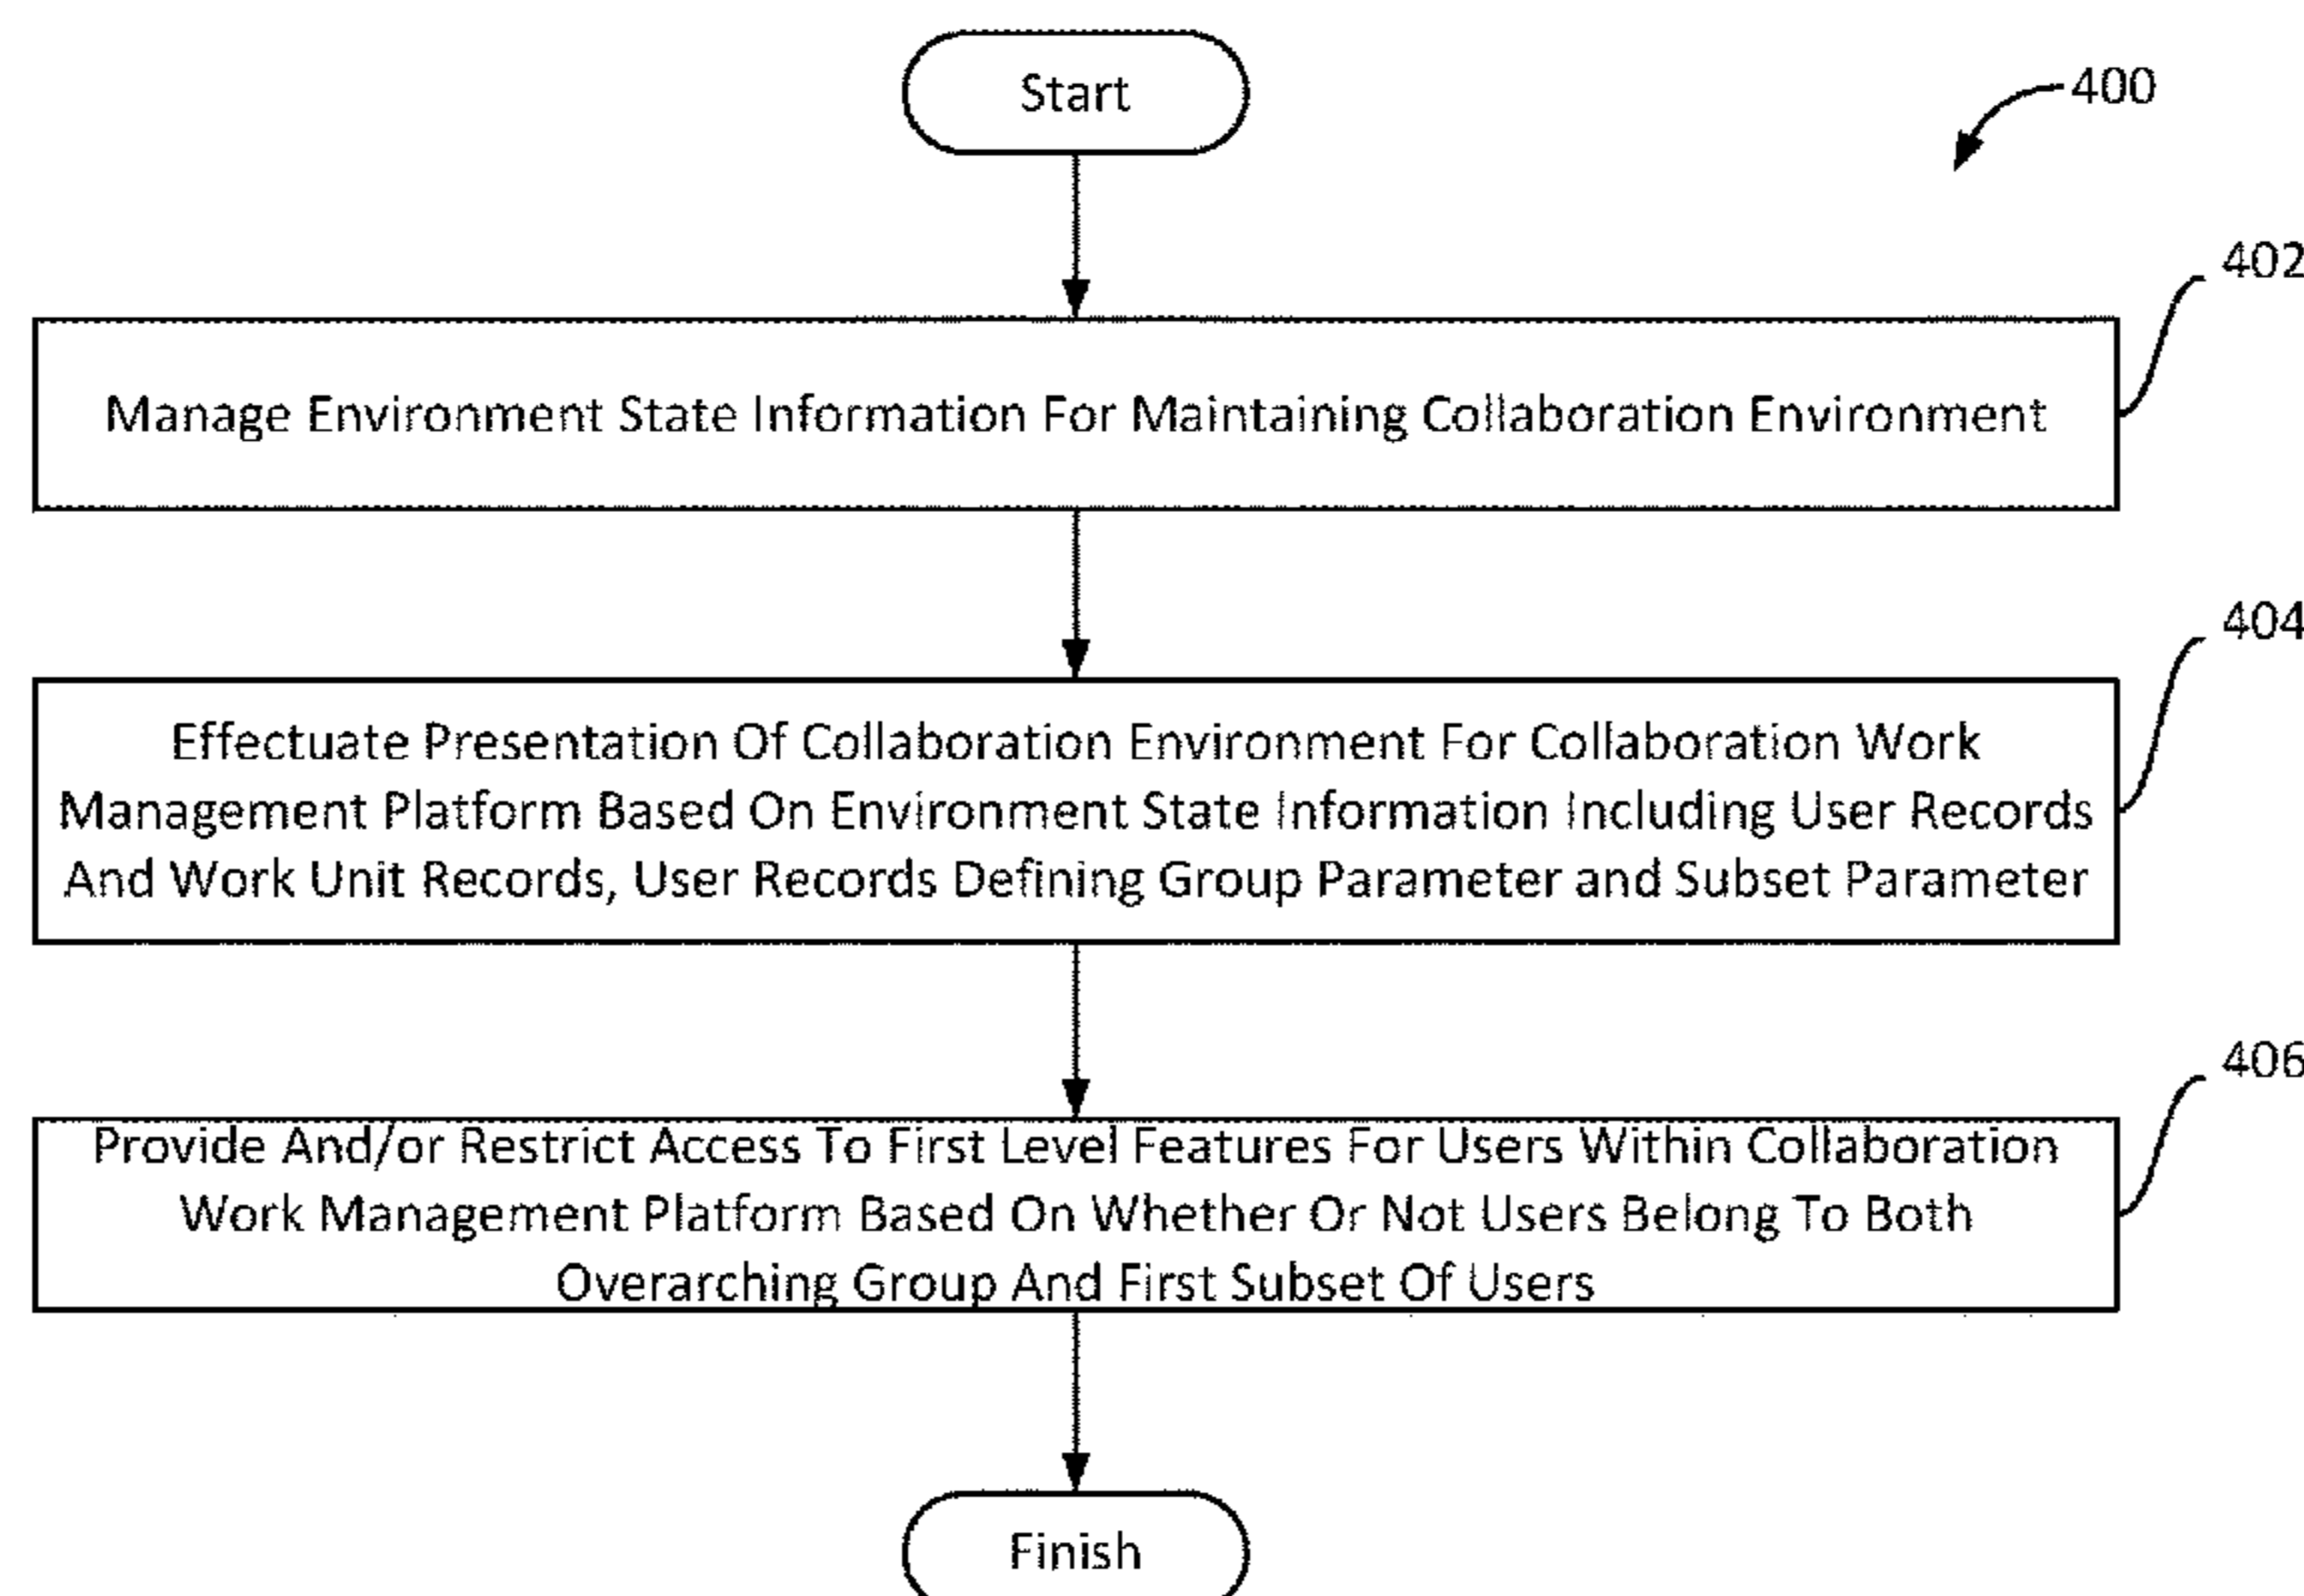 Start
400
402
Manage Environment State Information For Maintaining Collaboration Environment
404
Effectuate Presentation Of Collaboration Environment For Collaboration Work
Management Platform Based On Environment State Information Including User Records
And Work Unit Records, User Records Defining Group Parameter and Subset Parameter
406
Provide And/or Restrict Access To First Level Features For Users Within Collaboration
Work Management Platform Based On Whether Or Not Users Belong To Both
Overarching Group And First Subset Of Users
Finish